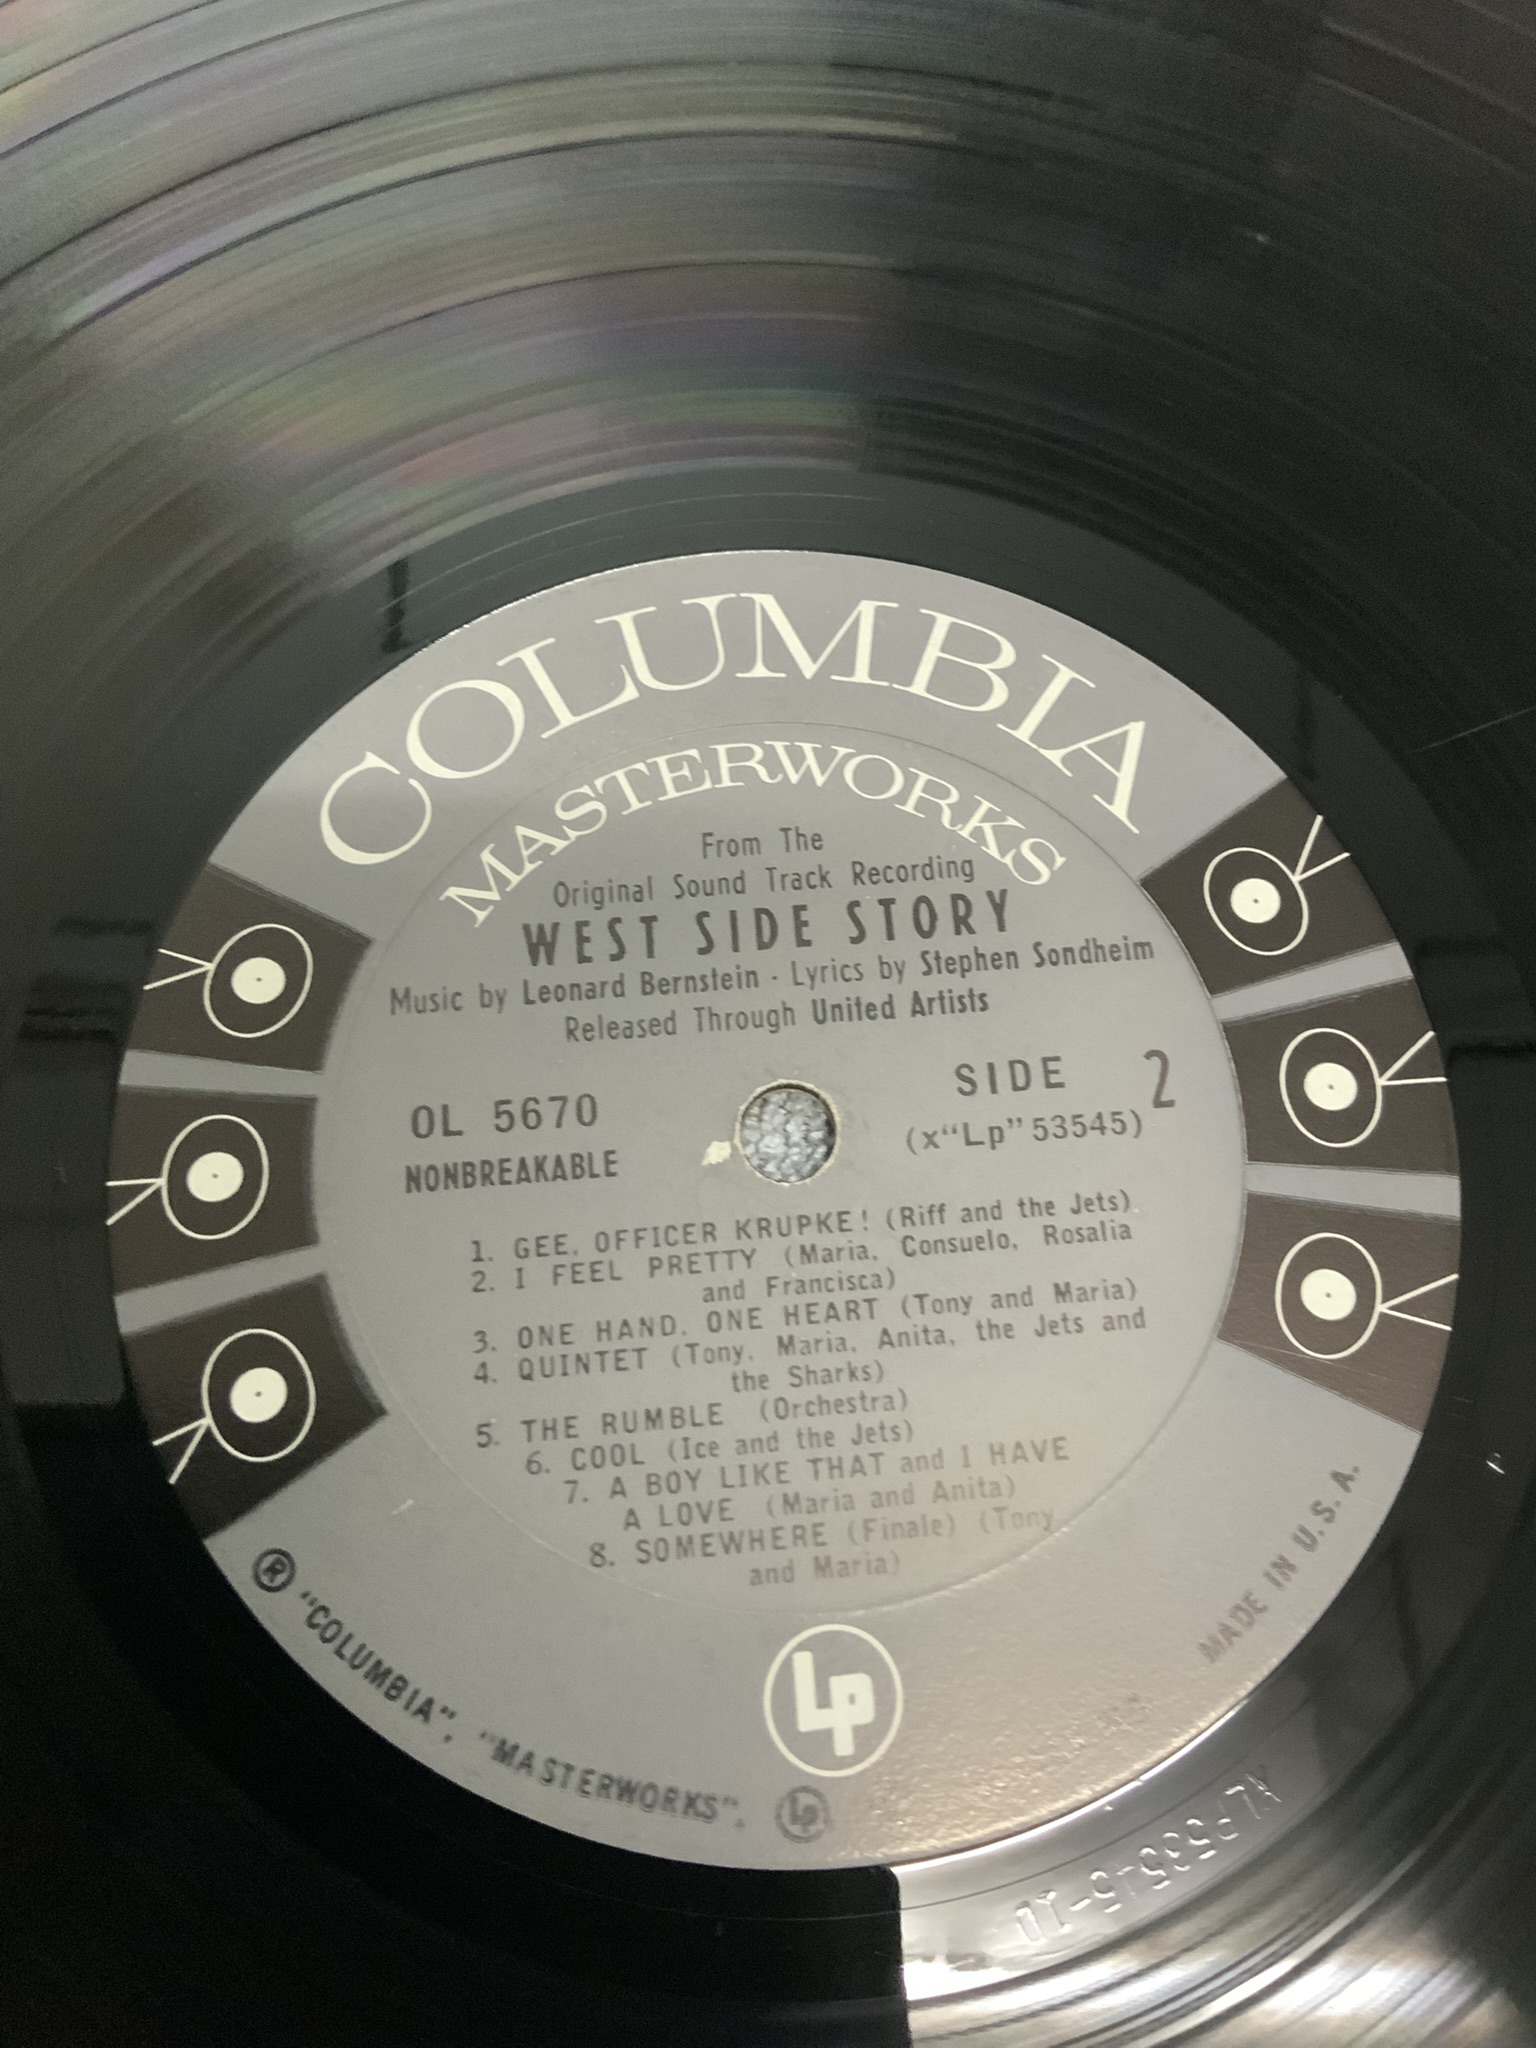 COLUMBIA
MASTERWORKS
From The
Original Sound Track Recording
WEST SIDE STORY
Music by Leonard Bernstein · Lyrics by Stephen Sondheim
Released Through United Artists
OL 5670
NONBREAKABLE
SIDE 2
(x“Lp” 53545)
1. GEE, OFFICER KRUPKE! (Riff and the Jets)
2. I FEEL PRETTY (Maria, Consuelo, Rosalia
and Francisca)
3. ONE HAND, ONE HEART (Tony and Maria)
4. QUINTET (Tony, Maria, Anita, the Jets and
the Sharks)
5. THE RUMBLE (Orchestra)
6. COOL (Ice and the Jets)
7. A BOY LIKE THAT and I HAVE
A LOVE (Maria and Anita)
8. SOMEWHERE (Finale) (Tony
and Maria)
Lp
® "COLUMBIA", "MASTERWORKS", Lp
MADE IN U.S.A.